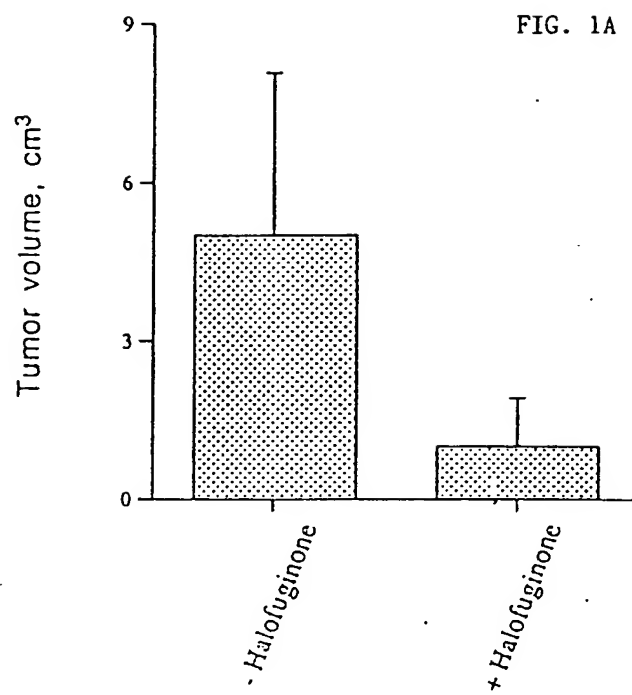 FIG. 1A
Tumor volume, cm³
9
6
3
0
- Halofuginone
+ Halofuginone